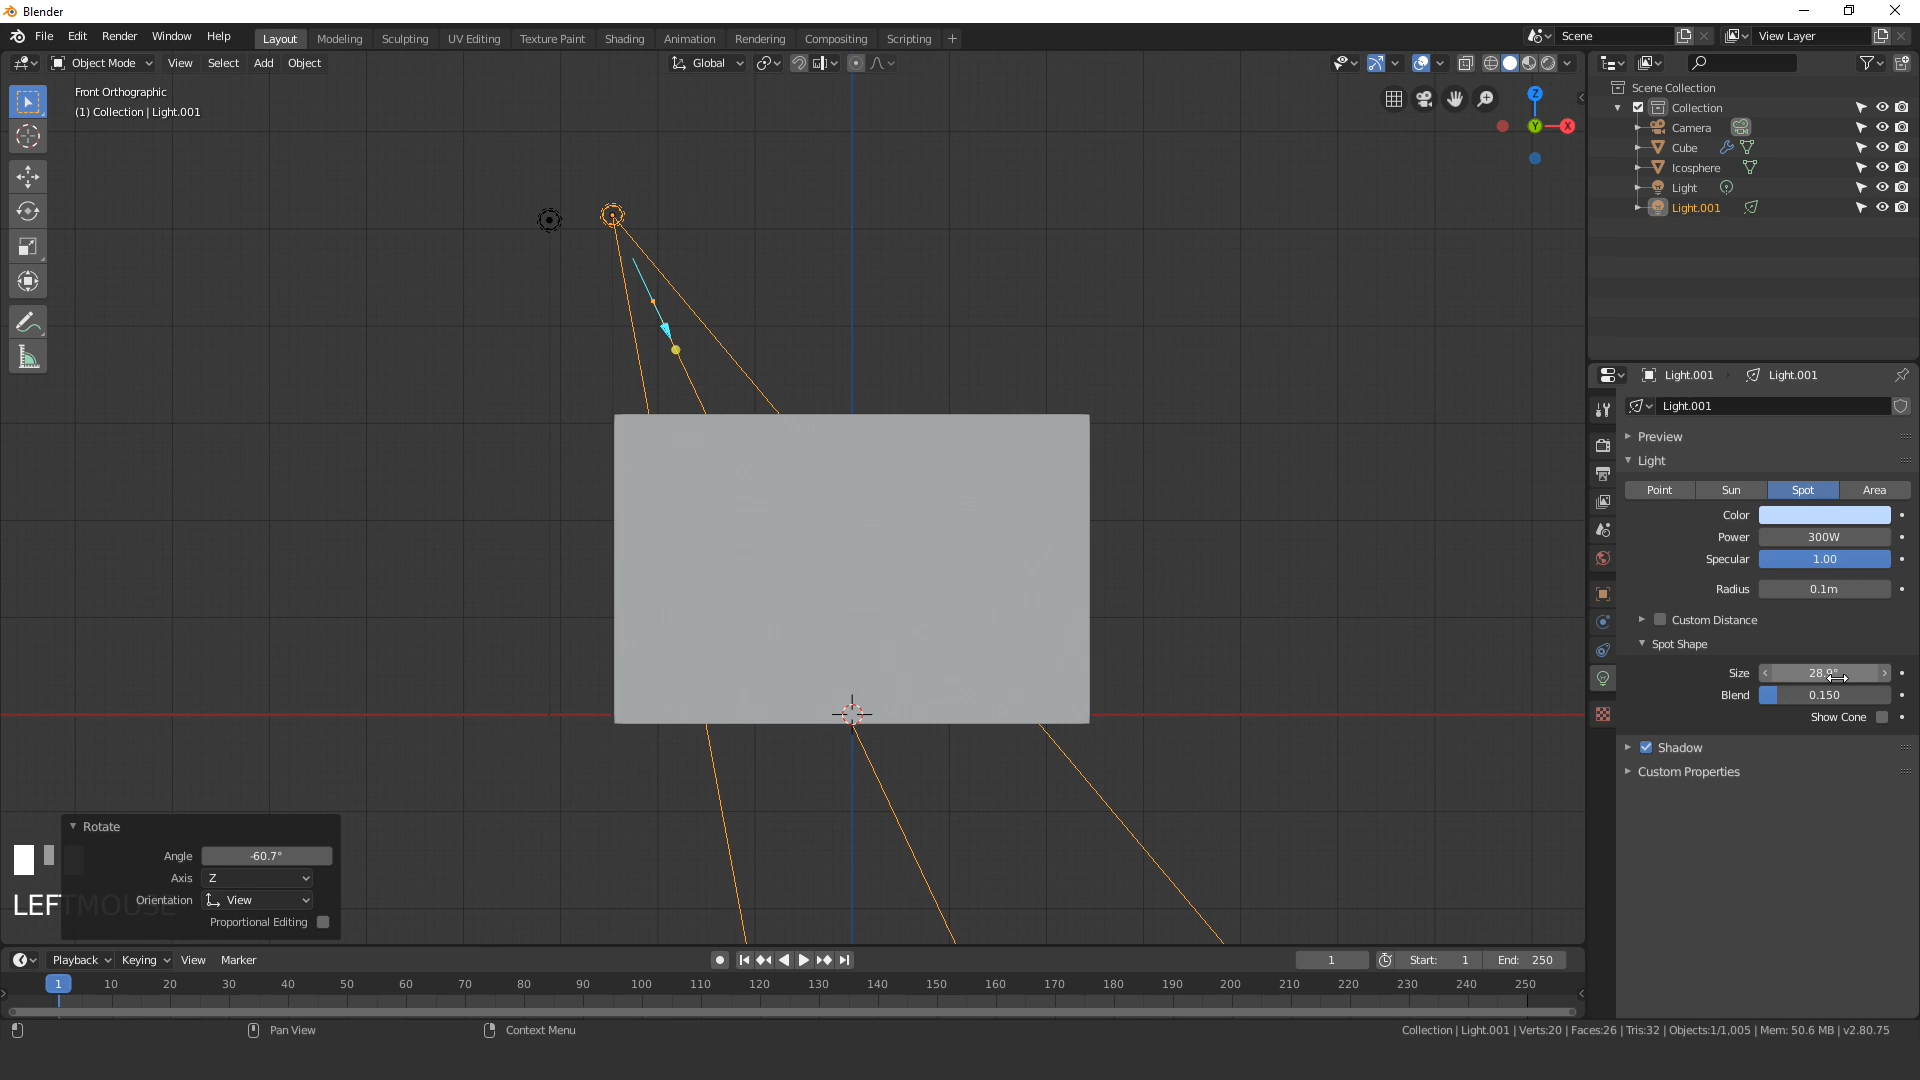 Blender
File Edit Render Window Help Layout Modeling Sculpting UV Editing Texture Paint Shading Animation Rendering Compositing Scripting + Scene View Layer
Object Mode View Select Add Object Global
Front Orthographic
(1) Collection | Light.001
Z
Y
X
Scene Collection
Collection
Camera
Cube
Icosphere
Light
Light.001
Light.001 Light.001
Light.001
Preview
Light
Point Sun Spot Area
Color
Power 300W
Specular 1.00
Radius 0.1m
Custom Distance
Spot Shape
Size 28.9°
Blend 0.150
Show Cone
Shadow
Custom Properties
Rotate
Angle -60.7°
Axis Z
Orientation View
Proportional Editing
LEFTMOUSE
Playback Keying View Marker 1 Start: 1 End: 250
1 10 20 30 40 50 60 70 80 90 100 110 120 130 140 150 160 170 180 190 200 210 220 230 240 250
Pan View Context Menu Collection | Light.001 | Verts:20 | Faces:26 | Tris:32 | Objects:1/1,005 | Mem: 50.6 MB | v2.80.75